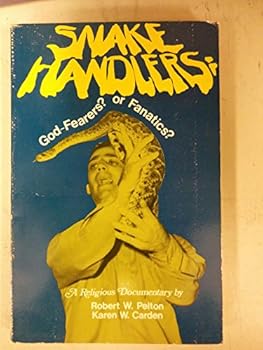 SNAKE
HANDLERS:
God-Fearers? or Fanatics?
A Religious Documentary by
Robert W. Pelton
Karen W. Carden